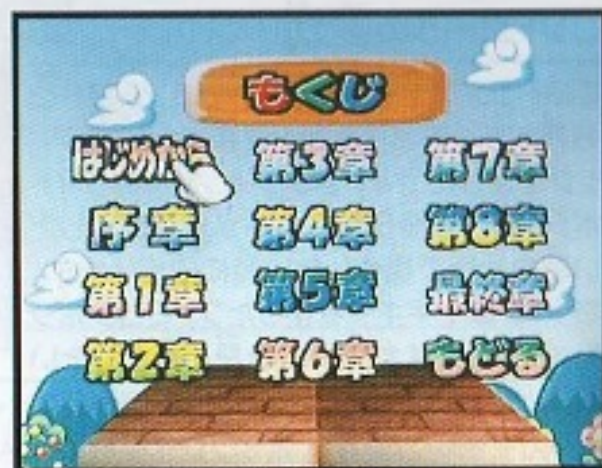 もくじ
はじめから
序章
第1章
第2章
第3章
第4章
第5章
第6章
第7章
第8章
最終章
もどる